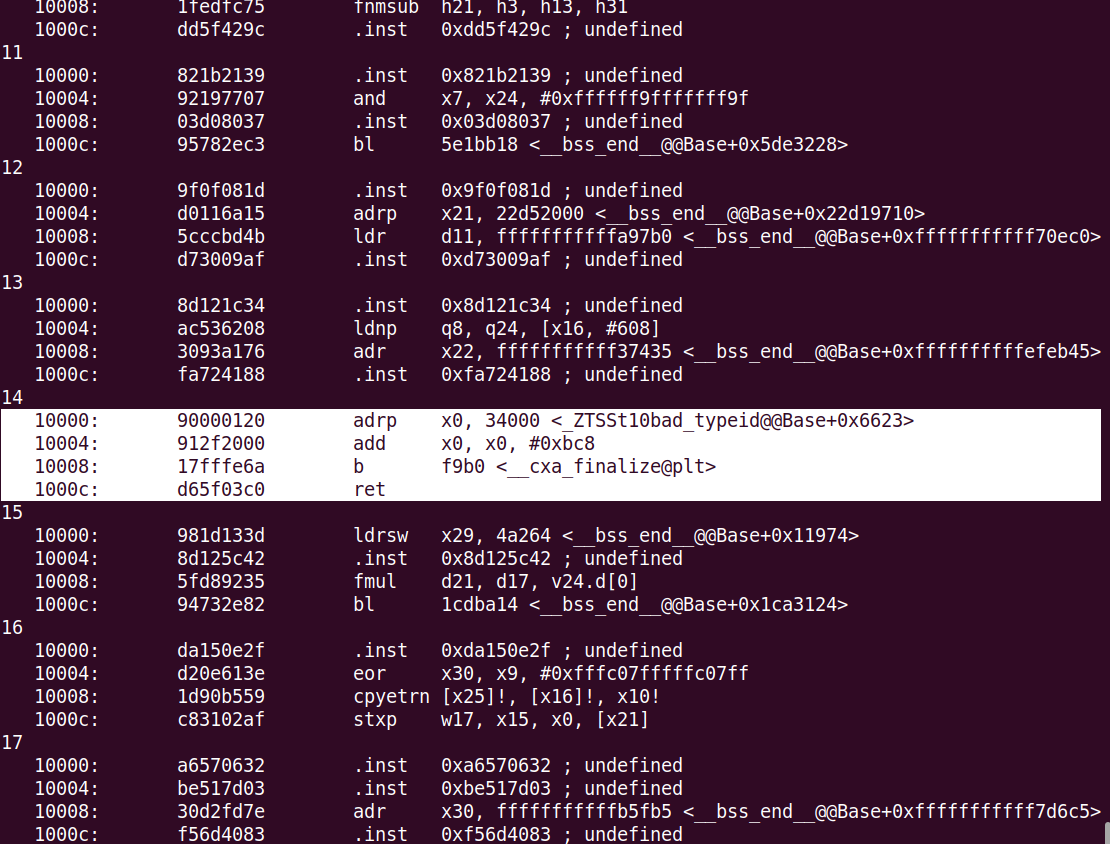 10008: 1fedfc75 fnmsub h21, h3, h13, h31
1000c: dd5f429c .inst 0xdd5f429c ; undefined
11
10000: 821b2139 .inst 0x821b2139 ; undefined
10004: 92197707 and x7, x24, #0xffffff9fffffff9f
10008: 03d08037 .inst 0x03d08037 ; undefined
1000c: 95782ec3 bl 5e1bb18 <__bss_end__@@Base+0x5de3228>
12
10000: 9f0f081d .inst 0x9f0f081d ; undefined
10004: d0116a15 adrp x21, 22d52000 <__bss_end__@@Base+0x22d19710>
10008: 5cccbd4b ldr d11, fffffffffffa97b0 <__bss_end__@@Base+0xfffffffffff70ec0>
1000c: d73009af .inst 0xd73009af ; undefined
13
10000: 8d121c34 .inst 0x8d121c34 ; undefined
10004: ac536208 ldnp q8, q24, [x16, #608]
10008: 3093a176 adr x22, fffffffffff37435 <__bss_end__@@Base+0xffffffffffefeb45>
1000c: fa724188 .inst 0xfa724188 ; undefined
14
10000: 90000120 adrp x0, 34000 <_ZTSSt10bad_typeid@@Base+0x6623>
10004: 912f2000 add x0, x0, #0xbc8
10008: 17fffe6a b f9b0 <__cxa_finalize@plt>
1000c: d65f03c0 ret
15
10000: 981d133d ldrsw x29, 4a264 <__bss_end__@@Base+0x11974>
10004: 8d125c42 .inst 0x8d125c42 ; undefined
10008: 5fd89235 fmul d21, d17, v24.d[0]
1000c: 94732e82 bl 1cdba14 <__bss_end__@@Base+0x1ca3124>
16
10000: da150e2f .inst 0xda150e2f ; undefined
10004: d20e613e eor x30, x9, #0xfffc07fffffc07ff
10008: 1d90b559 cpyetrn [x25]!, [x16]!, x10!
1000c: c83102af stxp w17, x15, x0, [x21]
17
10000: a6570632 .inst 0xa6570632 ; undefined
10004: be517d03 .inst 0xbe517d03 ; undefined
10008: 30d2fd7e adr x30, fffffffffffb5fb5 <__bss_end__@@Base+0xfffffffffff7d6c5>
1000c: f56d4083 .inst 0xf56d4083 ; undefined